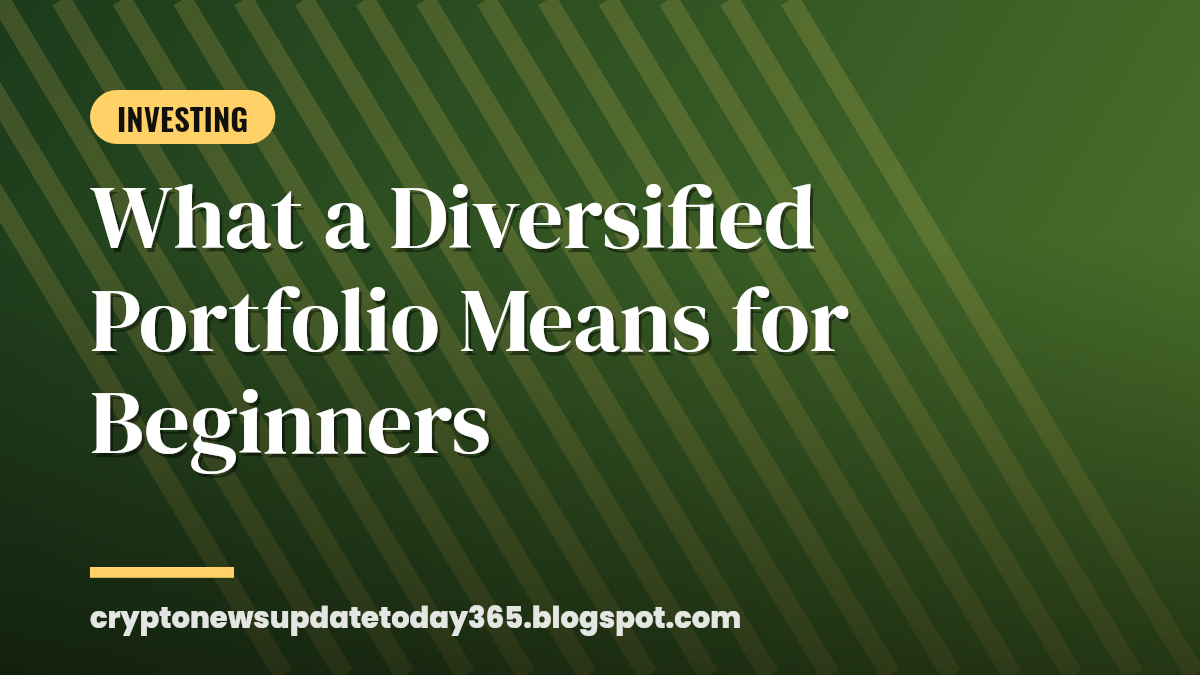 INVESTING
What a Diversified
Portfolio Means for
Beginners
cryptonewsupdatetoday365.blogspot.com